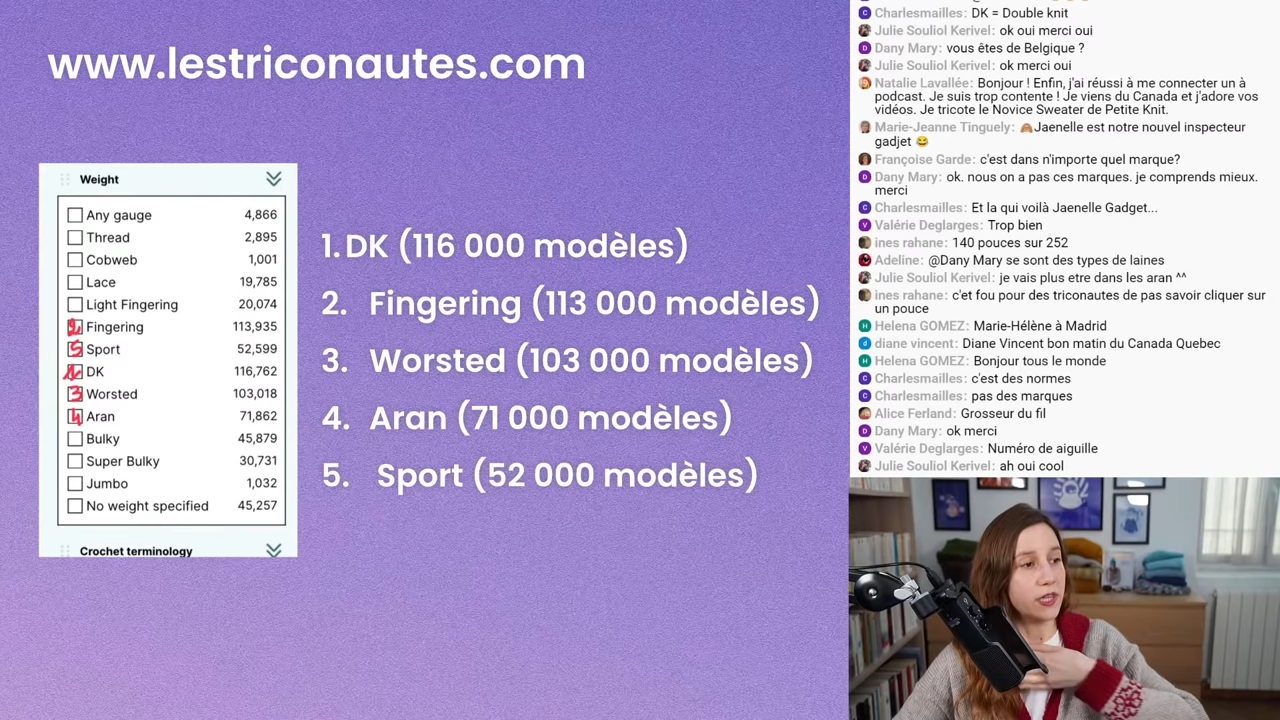 www.lestriconautes.com
Weight
Any gauge 4,866
Thread 2,895
Cobweb 1,001
Lace 19,785
Light Fingering 20,074
2 Fingering 113,935
5 Sport 52,599
1 DK 116,762
3 Worsted 103,018
4 Aran 71,862
Bulky 45,879
Super Bulky 30,731
Jumbo 1,032
No weight specified 45,257
Crochet terminology
1. DK (116 000 modèles)
2. Fingering (113 000 modèles)
3. Worsted (103 000 modèles)
4. Aran (71 000 modèles)
5. Sport (52 000 modèles)
Charlesmailles: DK = Double knit
Julie Souliol Kerivel: ok oui merci oui
Dany Mary: vous êtes de Belgique ?
Julie Souliol Kerivel: ok merci oui
Natalie Lavallée: Bonjour ! Enfin, j'ai réussi à me connecter un à
podcast. Je suis trop contente ! Je viens du Canada et j'adore vos
vidéos. Je tricote le Novice Sweater de Petite Knit.
Marie-Jeanne Tinguely: 🙈Jaenelle est notre nouvel inspecteur
gadjet 😂
Françoise Garde: c'est dans n'importe quel marque?
Dany Mary: ok. nous on a pas ces marques. je comprends mieux.
merci
Charlesmailles: Et la qui voilà Jaenelle Gadget...
Valérie Deglarges: Trop bien
ines rahane: 140 pouces sur 252
Adeline: @Dany Mary se sont des types de laines
Julie Souliol Kerivel: je vais plus etre dans les aran ^^
ines rahane: c'et fou pour des triconautes de pas savoir cliquer sur
un pouce
Helena GOMEZ: Marie-Hélène à Madrid
diane vincent: Diane Vincent bon matin du Canada Quebec
Helena GOMEZ: Bonjour tous le monde
Charlesmailles: c'est des normes
Charlesmailles: pas des marques
Alice Ferland: Grosseur du fil
Dany Mary: ok merci
Valérie Deglarges: Numéro de aiguille
Julie Souliol Kerivel: ah oui cool